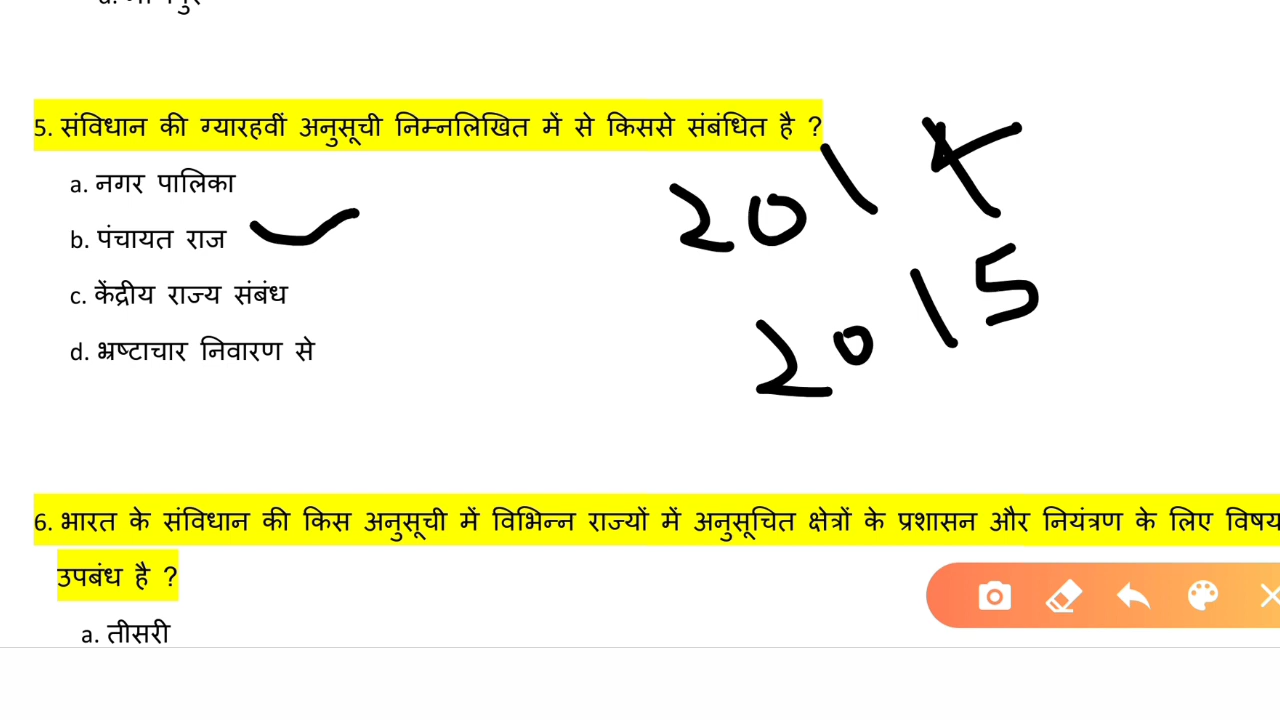 5. संविधान की ग्यारहवीं अनुसूची निम्नलिखित में से किससे संबंधित है ?
a. नगर पालिका
b. पंचायत राज
c. केंद्रीय राज्य संबंध
d. भ्रष्टाचार निवारण से
2015
6. भारत के संविधान की किस अनुसूची में विभिन्न राज्यों में अनुसूचित क्षेत्रों के प्रशासन और नियंत्रण के लिए विषय
उपबंध है ?
a. तीसरी